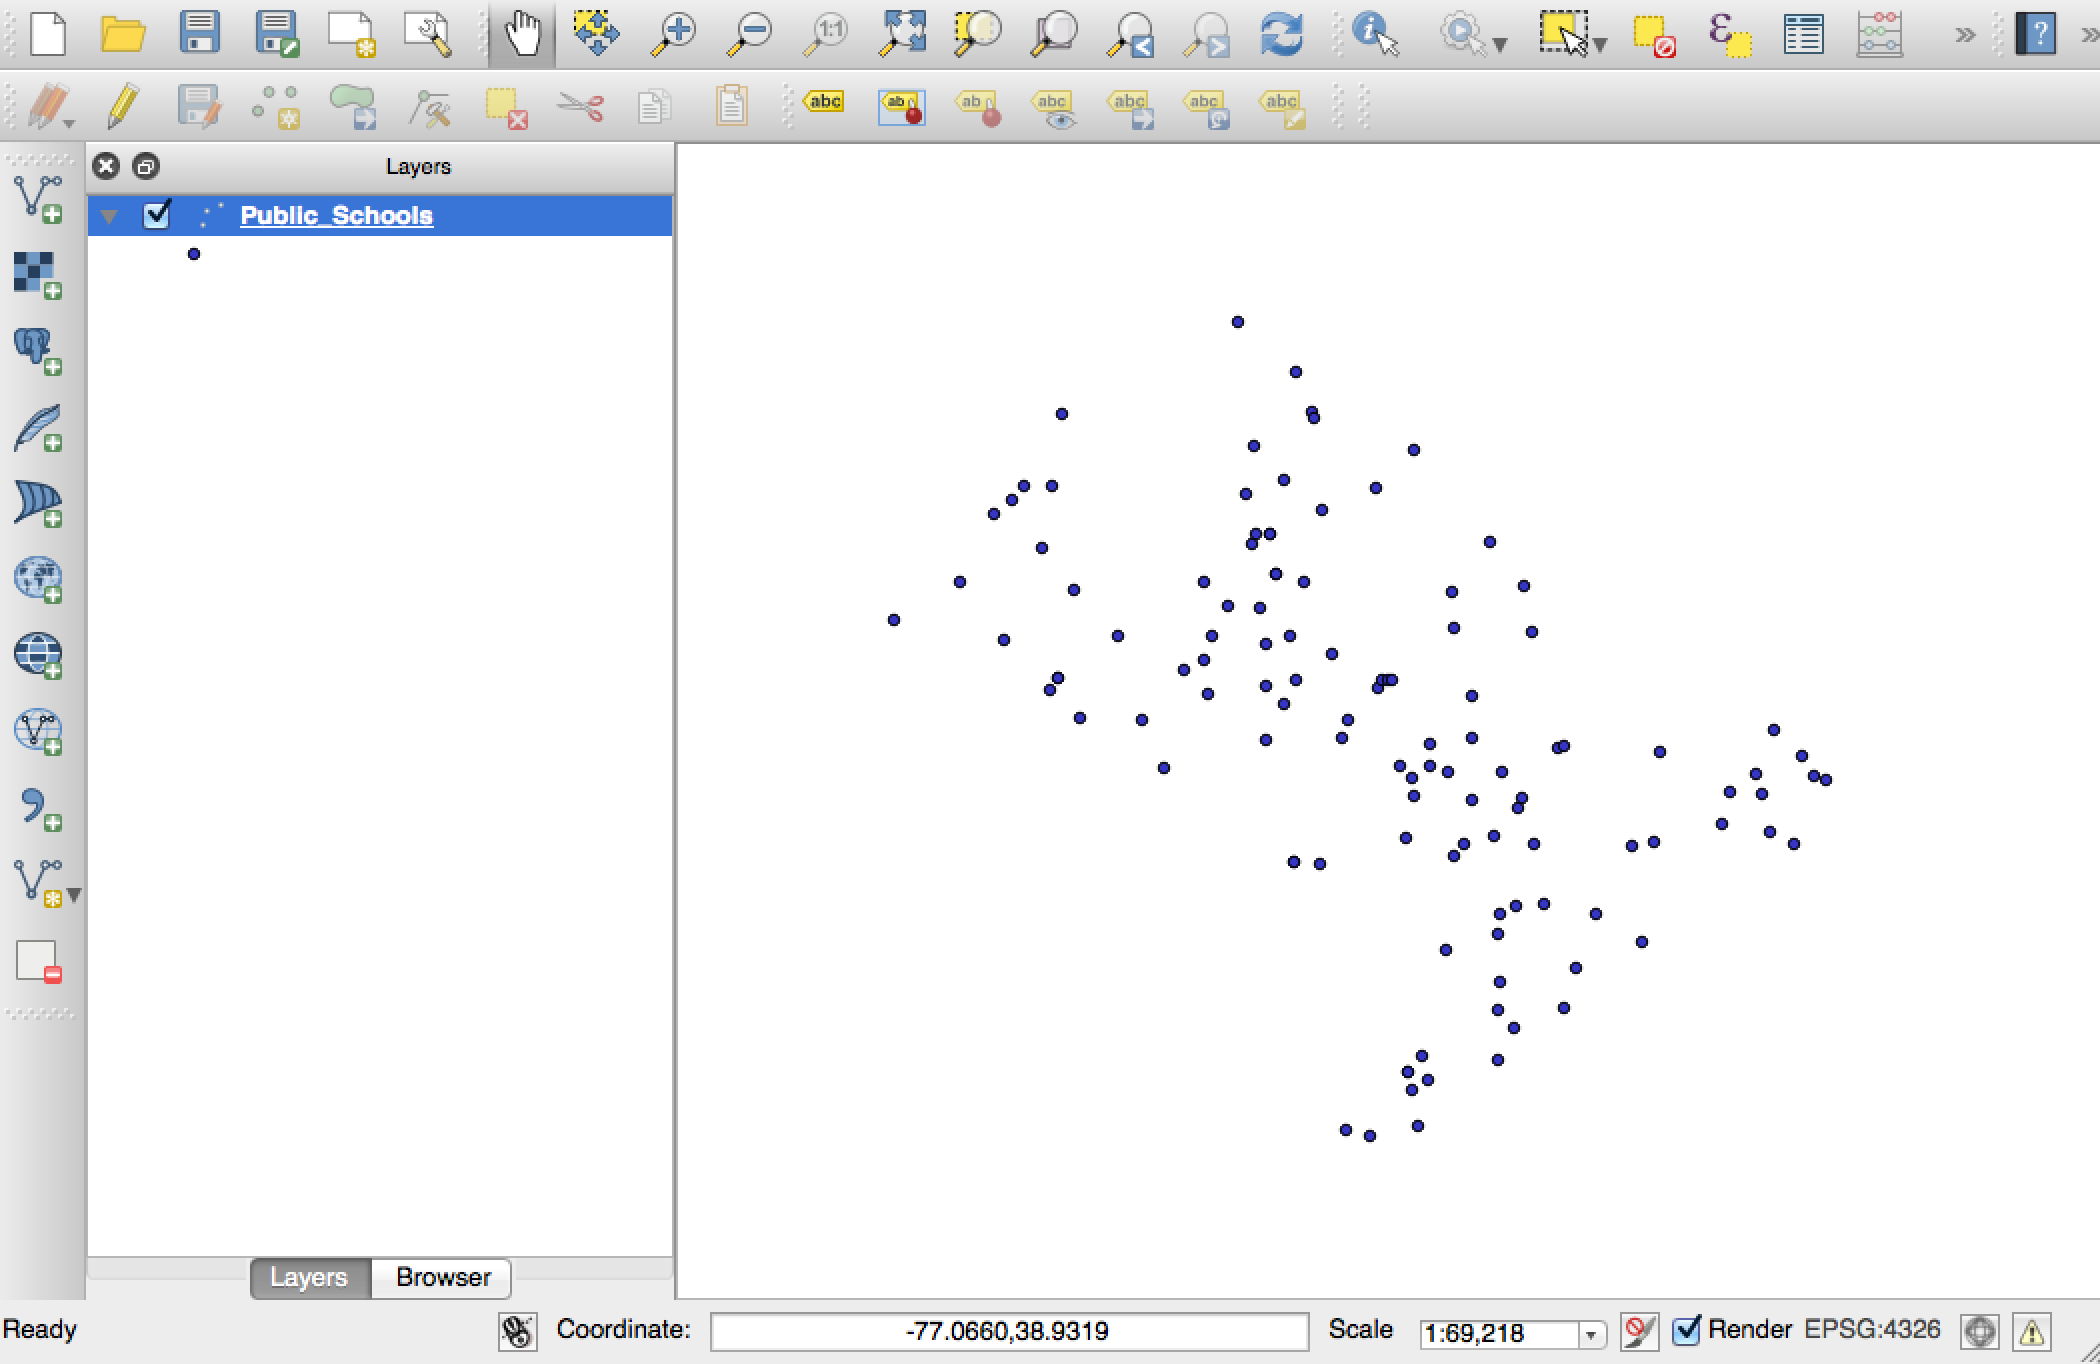 1:1
Ɛ
»
?
»
abc
ab
ab
abc
abc
abc
abc
Layers
Public_Schools
Layers
Browser
Ready
Coordinate:
-77.0660,38.9319
Scale
1:69,218
Render
EPSG:4326